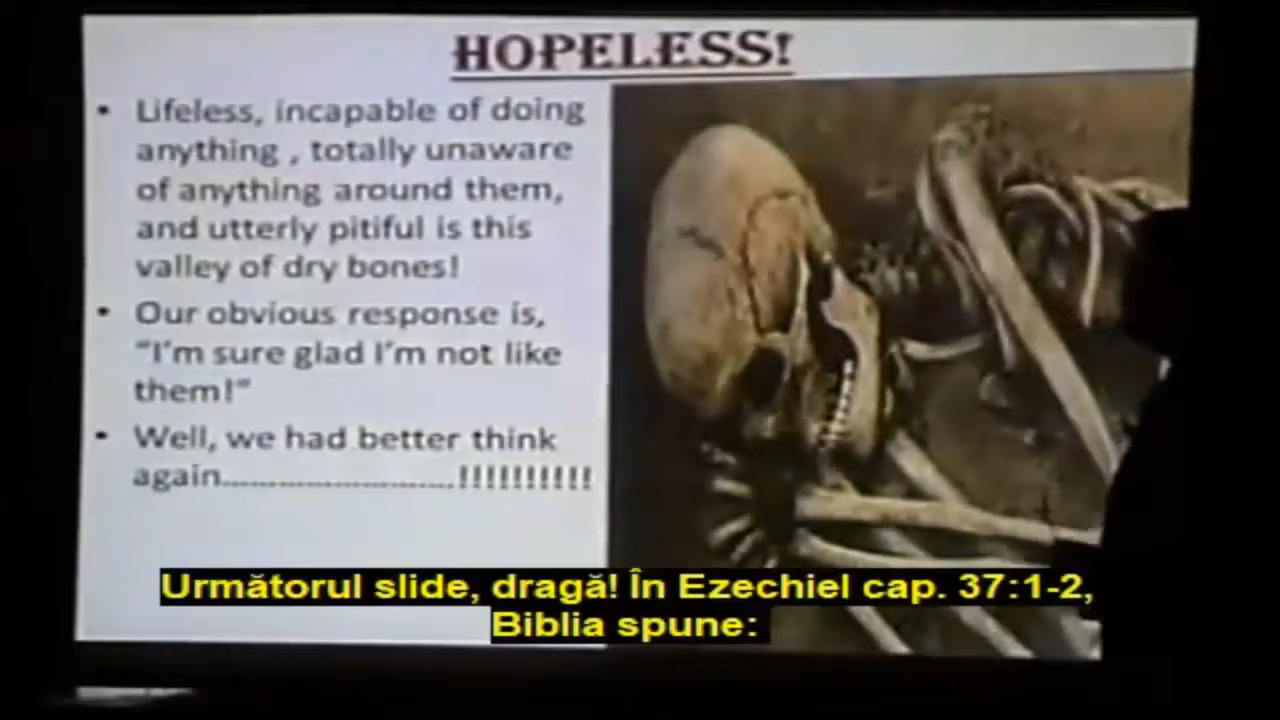 HOPELESS!
• Lifeless, incapable of doing
anything , totally unaware
of anything around them,
and utterly pitiful is this
valley of dry bones!
• Our obvious response is,
"I'm sure glad I'm not like
them!"
• Well, we had better think
again..............................!!!!!!!!!!
Următorul slide, dragă! În Ezechiel cap. 37:1-2,
Biblia spune: